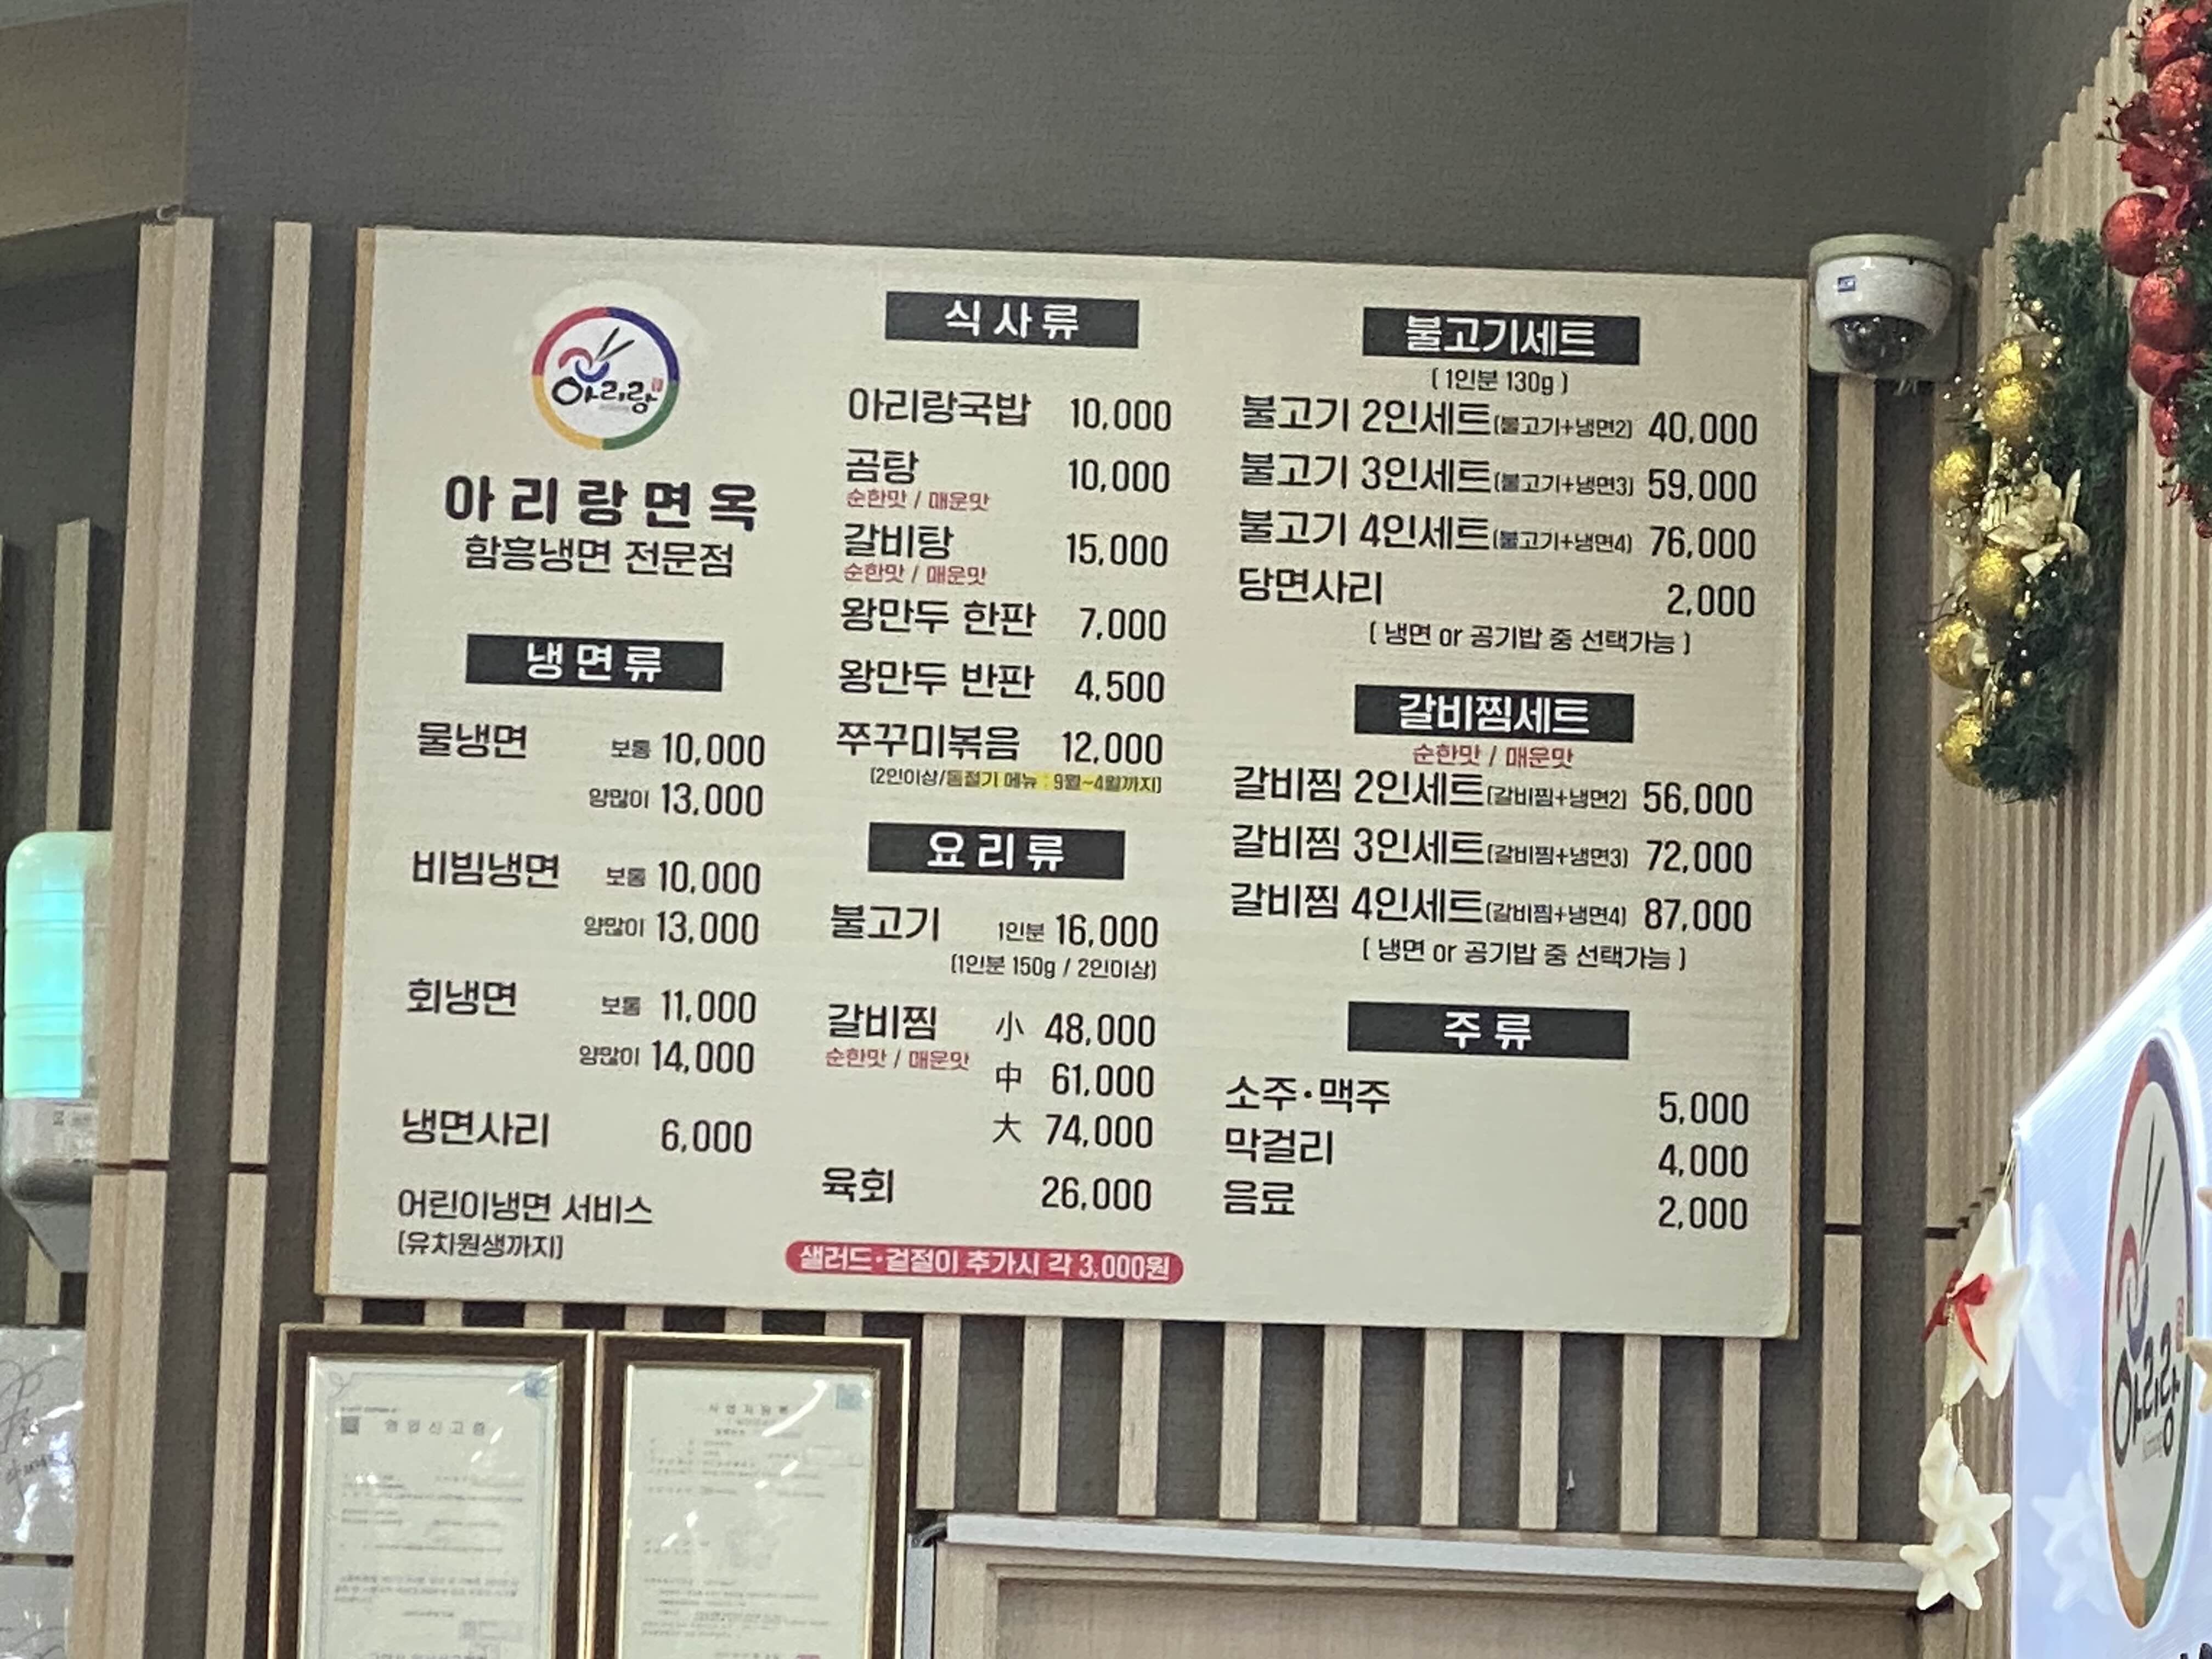 아리랑
아리랑면옥
함흥냉면 전문점
냉면류
물냉면 보통 10,000
양많이 13,000
비빔냉면 보통 10,000
양많이 13,000
회냉면 보통 11,000
양많이 14,000
냉면사리 6,000
어린이냉면 서비스
(유치원생까지)
식사류
아리랑국밥 10,000
곰탕 10,000
순한맛 / 매운맛
갈비탕 15,000
순한맛 / 매운맛
왕만두 한판 7,000
왕만두 반판 4,500
쭈꾸미볶음 12,000
(2인이상/동절기 메뉴 : 9월~4월까지)
요리류
불고기 1인분 16,000
(1인분 150g / 2인이상)
갈비찜 小 48,000
순한맛 / 매운맛
中 61,000
大 74,000
육회 26,000
샐러드·겉절이 추가시 각 3,000원
불고기세트
( 1인분 130g )
불고기 2인세트(불고기+냉면2) 40,000
불고기 3인세트(불고기+냉면3) 59,000
불고기 4인세트(불고기+냉면4) 76,000
당면사리 2,000
( 냉면 or 공기밥 중 선택가능 )
갈비찜세트
순한맛 / 매운맛
갈비찜 2인세트(갈비찜+냉면2) 56,000
갈비찜 3인세트(갈비찜+냉면3) 72,000
갈비찜 4인세트(갈비찜+냉면4) 87,000
( 냉면 or 공기밥 중 선택가능 )
주류
소주·맥주 5,000
막걸리 4,000
음료 2,000
영업신고증
아리랑